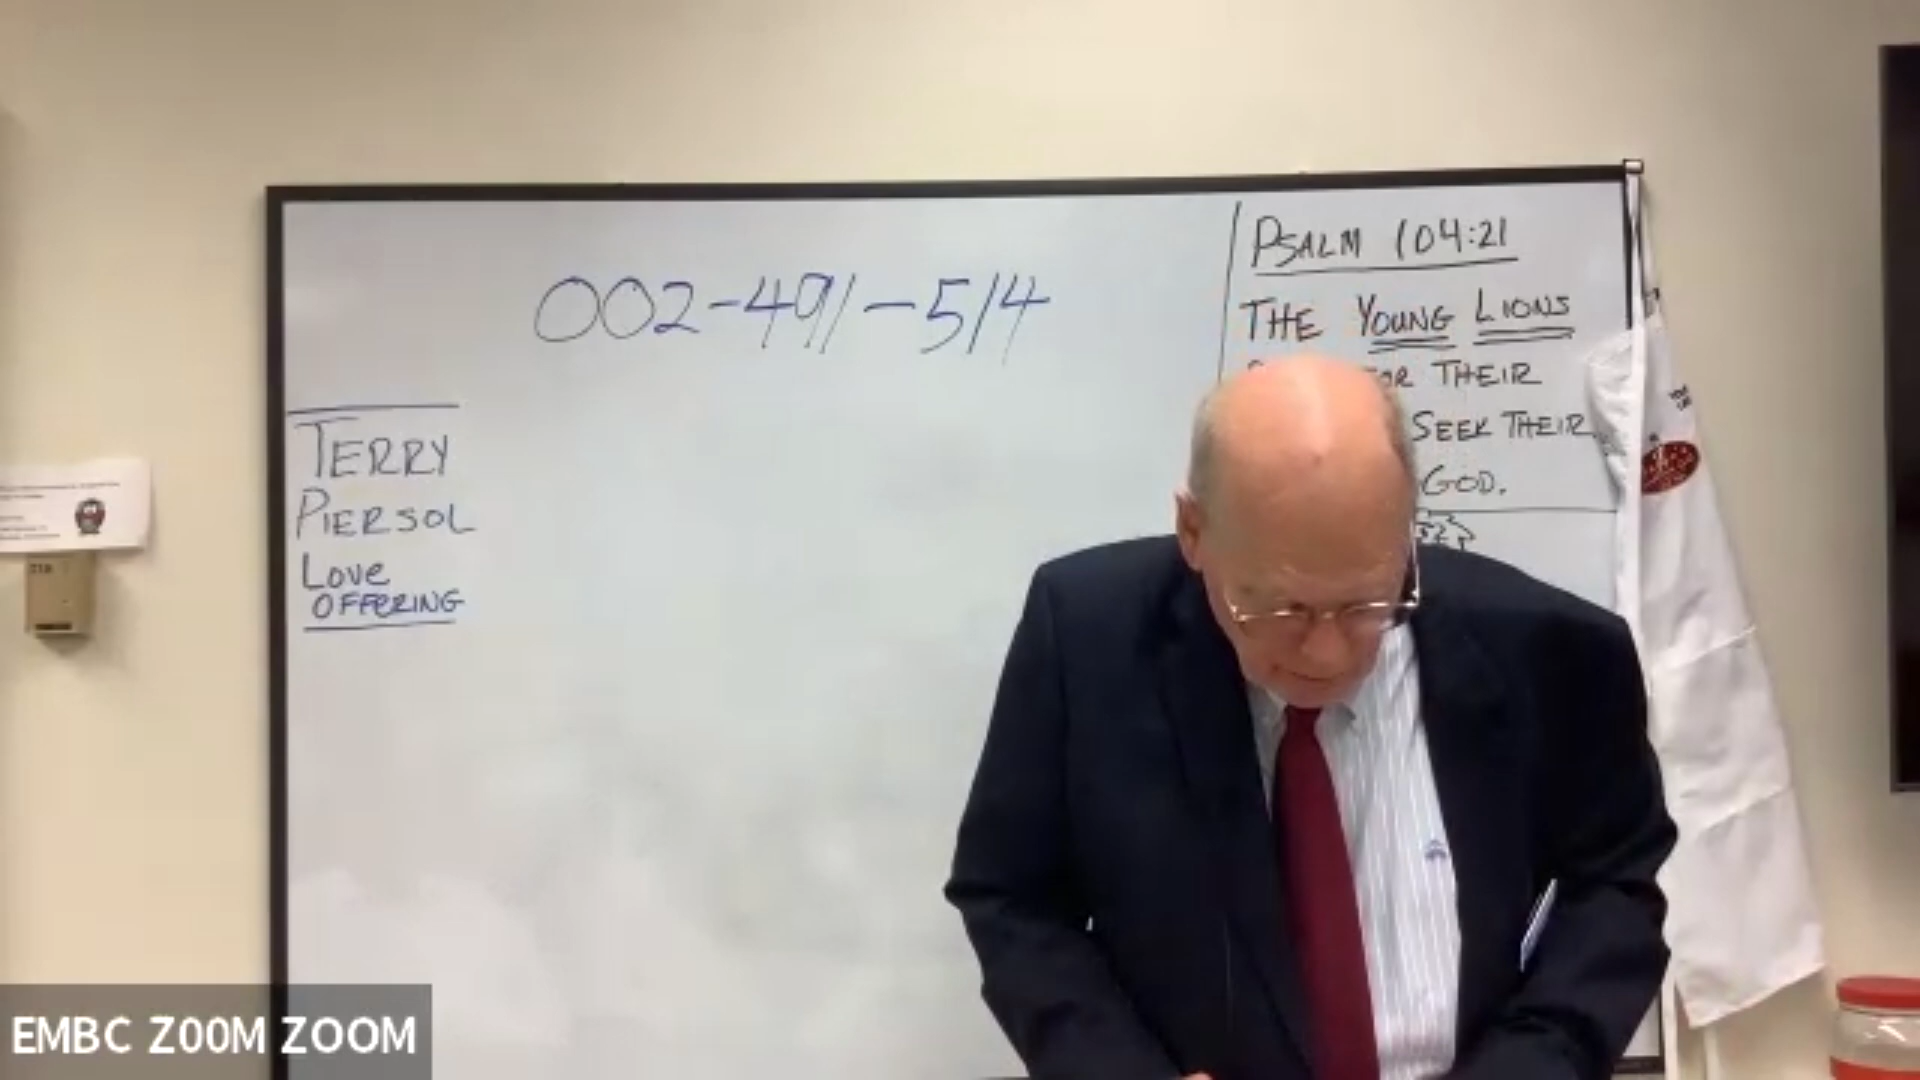 002-491-514
TERRY
PIERSOL
LOVE
OFFERING
PSALM 104:21
THE YOUNG LIONS
THEIR
SEEK THEIR
GOD.
EMBC Z00M ZOOM